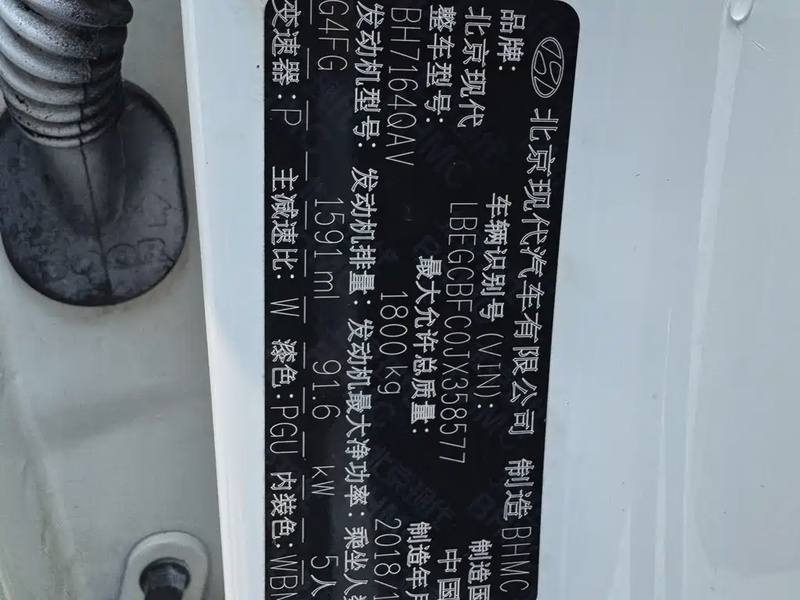 北京现代汽车有限公司 制造 BHMC
品牌: 车辆识别号(VIN): 制造国
北京现代 LBEGCBFC0JX358577 中国
整车型号: 最大允许总质量: 制造年月
BH7164QAV 1800 kg 2018/1
发动机型号: 发动机排量: 发动机最大净功率: 乘坐人数
G4FG 1591 ml 91.6 kW 5人
变速器: P 主减速比: W 漆色: PGU 内装色: WBM